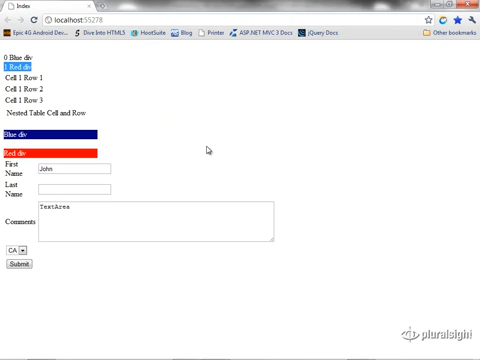 Index
localhost:55278
Epic 4G Android Dev...
Dive Into HTML5
HootSuite
Blog
Printer
ASP.NET MVC 3 Docs
jQuery Docs
Other bookmarks
0 Blue div
1 Red div
Cell 1 Row 1
Cell 1 Row 2
Cell 1 Row 3
Nested Table Cell and Row
Blue div
Red div
First Name
John
Last Name
Comments
TextArea
CA
Submit
pluralsight